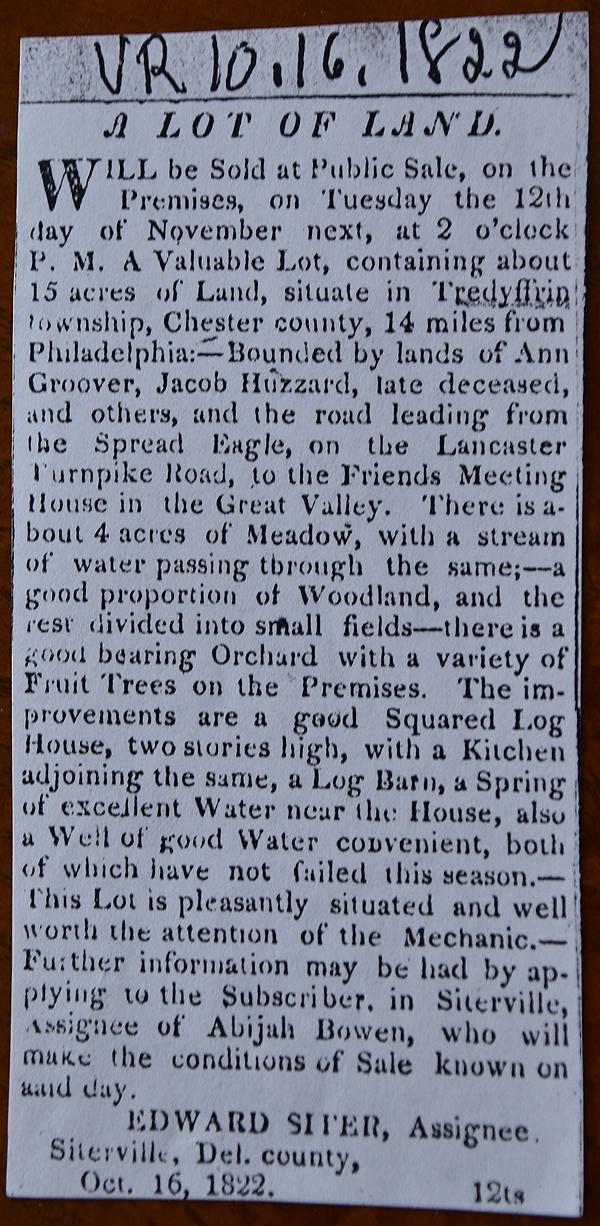 VR 10.16.1822
A LOT OF LAND.
WILL be Sold at Public Sale, on the
Premises, on Tuesday the 12th
day of November next, at 2 o'clock
P. M. A Valuable Lot, containing about
15 acres of Land, situate in Tredyffrin
township, Chester county, 14 miles from
Philadelphia:—Bounded by lands of Ann
Groover, Jacob Huzzard, late deceased,
and others, and the road leading from
the Spread Eagle, on the Lancaster
Turnpike Road, to the Friends Meeting
House in the Great Valley. There is a-
bout 4 acres of Meadow, with a stream
of water passing through the same;—a
good proportion of Woodland, and the
rest divided into small fields—there is a
good bearing Orchard with a variety of
Fruit Trees on the Premises. The im-
provements are a good Squared Log
House, two stories high, with a Kitchen
adjoining the same, a Log Barn, a Spring
of excellent Water near the House, also
a Well of good Water convenient, both
of which have not failed this season.—
This Lot is pleasantly situated and well
worth the attention of the Mechanic.—
Further information may be had by ap-
plying to the Subscriber, in Siterville,
Assignee of Abijah Bowen, who will
make the conditions of Sale known on
said day.
EDWARD SITER, Assignee.
Siterville, Del. county,
Oct. 16, 1822. 12ts